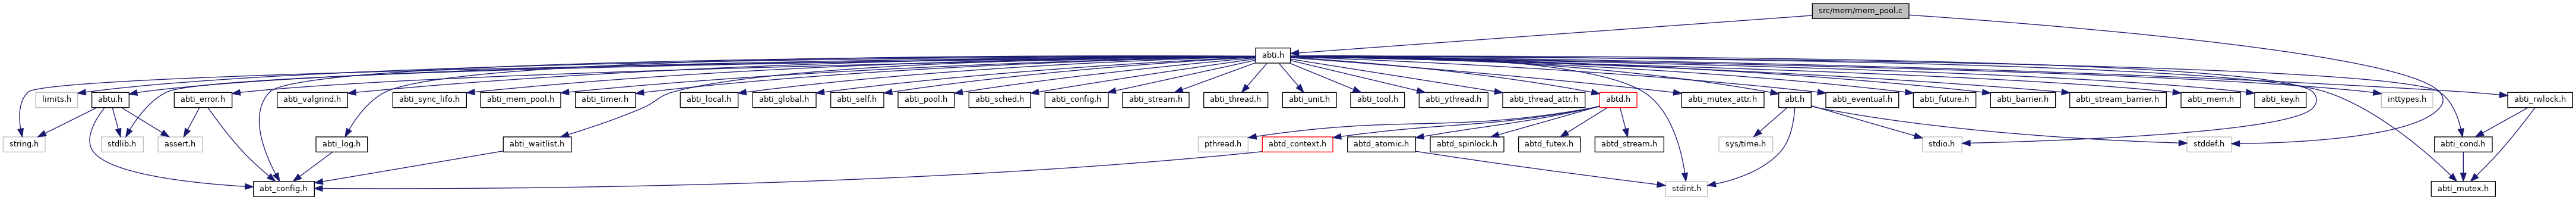 src/mem/mem_pool.c
abti.h
limits.h
abtu.h
abti_error.h
abti_valgrind.h
abti_sync_lifo.h
abti_mem_pool.h
abti_timer.h
abti_local.h
abti_global.h
abti_self.h
abti_pool.h
abti_sched.h
abti_config.h
abti_stream.h
abti_thread.h
abti_unit.h
abti_tool.h
abti_ythread.h
abti_thread_attr.h
abtd.h
abti_mutex_attr.h
abt.h
abti_eventual.h
abti_future.h
abti_barrier.h
abti_stream_barrier.h
abti_mem.h
abti_key.h
inttypes.h
abti_rwlock.h
string.h
stdlib.h
assert.h
abti_log.h
abti_waitlist.h
pthread.h
abtd_context.h
abtd_atomic.h
abtd_spinlock.h
abtd_futex.h
abtd_stream.h
sys/time.h
stdio.h
stddef.h
abti_cond.h
abt_config.h
stdint.h
abti_mutex.h